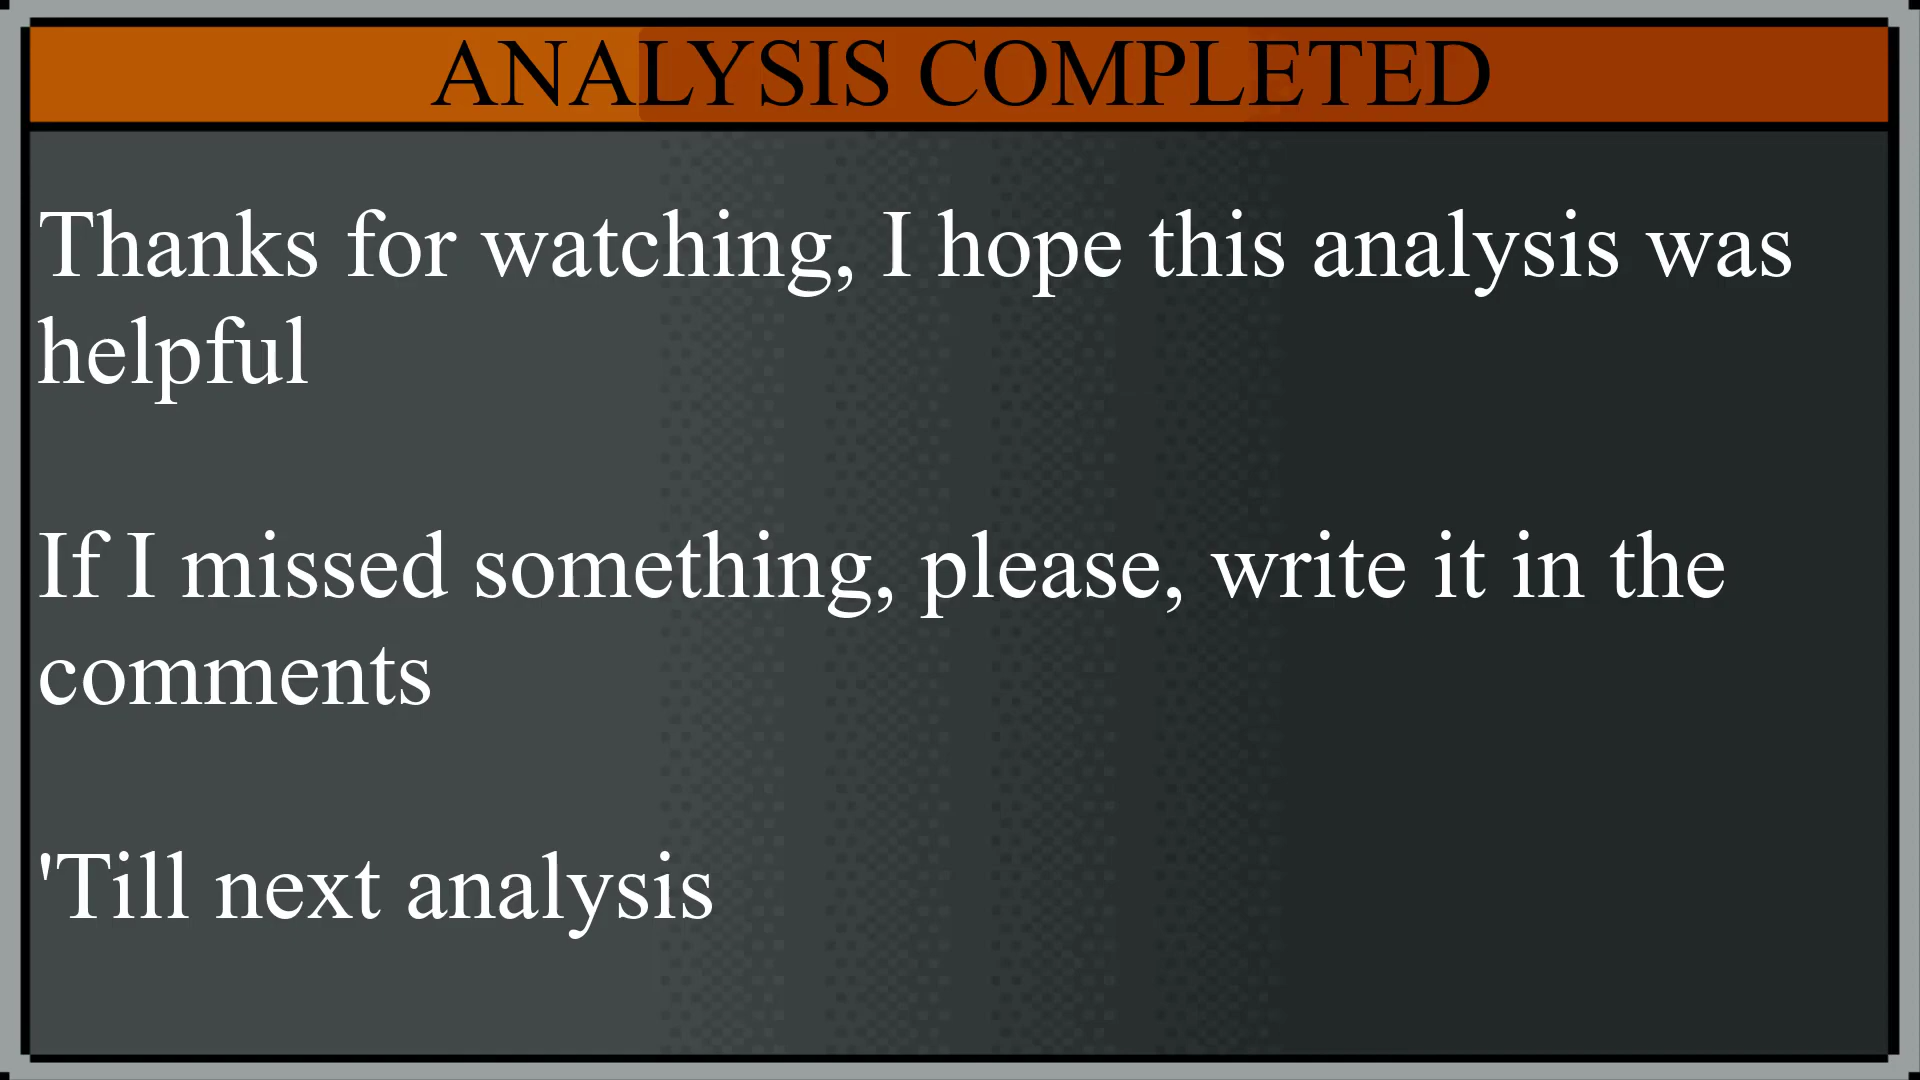 ANALYSIS COMPLETED
Thanks for watching, I hope this analysis was
helpful
If I missed something, please, write it in the
comments
'Till next analysis